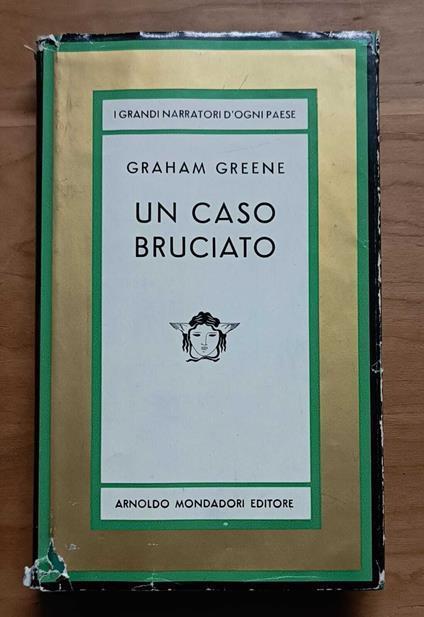 I GRANDI NARRATORI D'OGNI PAESE
GRAHAM GREENE
UN CASO
BRUCIATO
ARNOLDO MONDADORI EDITORE